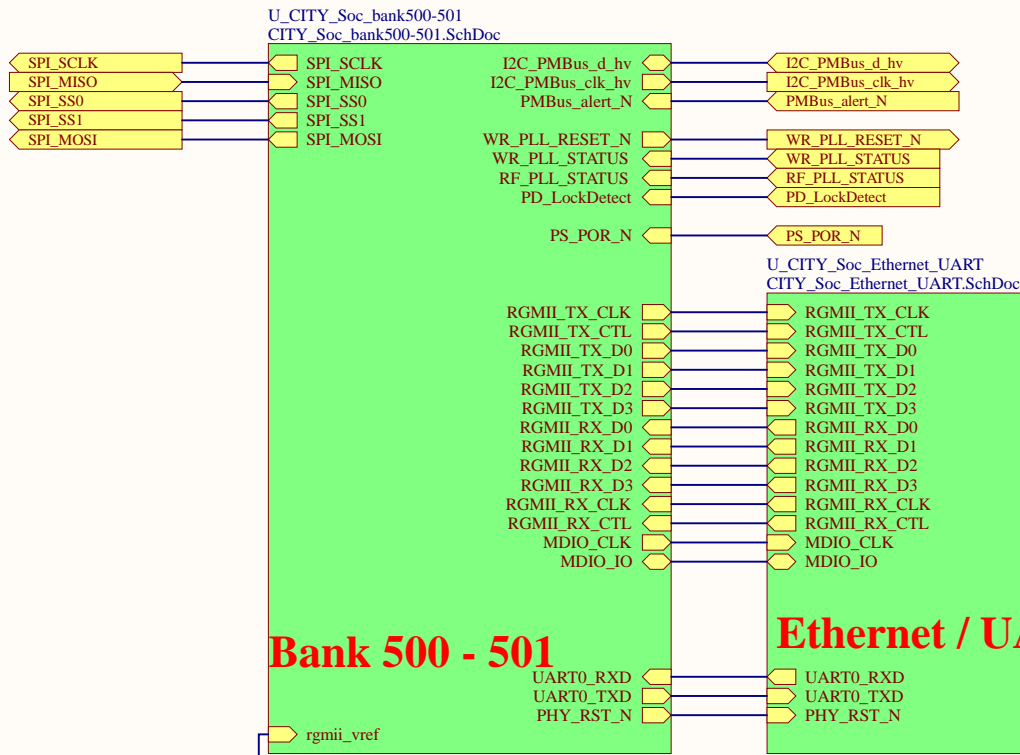 U_CITY_Soc_bank500-501
CITY_Soc_bank500-501.SchDoc
SPI_SCLK SPI_SCLK I2C_PMBus_d_hv I2C_PMBus_d_hv
SPI_MISO SPI_MISO I2C_PMBus_clk_hv I2C_PMBus_clk_hv
SPI_SS0 SPI_SS0 PMBus_alert_N PMBus_alert_N
SPI_SS1 SPI_SS1
SPI_MOSI SPI_MOSI WR_PLL_RESET_N WR_PLL_RESET_N
WR_PLL_STATUS WR_PLL_STATUS
RF_PLL_STATUS RF_PLL_STATUS
PD_LockDetect PD_LockDetect
PS_POR_N PS_POR_N
U_CITY_Soc_Ethernet_UART
CITY_Soc_Ethernet_UART.SchDoc
RGMII_TX_CLK RGMII_TX_CLK
RGMII_TX_CTL RGMII_TX_CTL
RGMII_TX_D0 RGMII_TX_D0
RGMII_TX_D1 RGMII_TX_D1
RGMII_TX_D2 RGMII_TX_D2
RGMII_TX_D3 RGMII_TX_D3
RGMII_RX_D0 RGMII_RX_D0
RGMII_RX_D1 RGMII_RX_D1
RGMII_RX_D2 RGMII_RX_D2
RGMII_RX_D3 RGMII_RX_D3
RGMII_RX_CLK RGMII_RX_CLK
RGMII_RX_CTL RGMII_RX_CTL
MDIO_CLK MDIO_CLK
MDIO_IO MDIO_IO
Bank 500 - 501 Ethernet / UA
UART0_RXD UART0_RXD
UART0_TXD UART0_TXD
PHY_RST_N PHY_RST_N
rgmii_vref